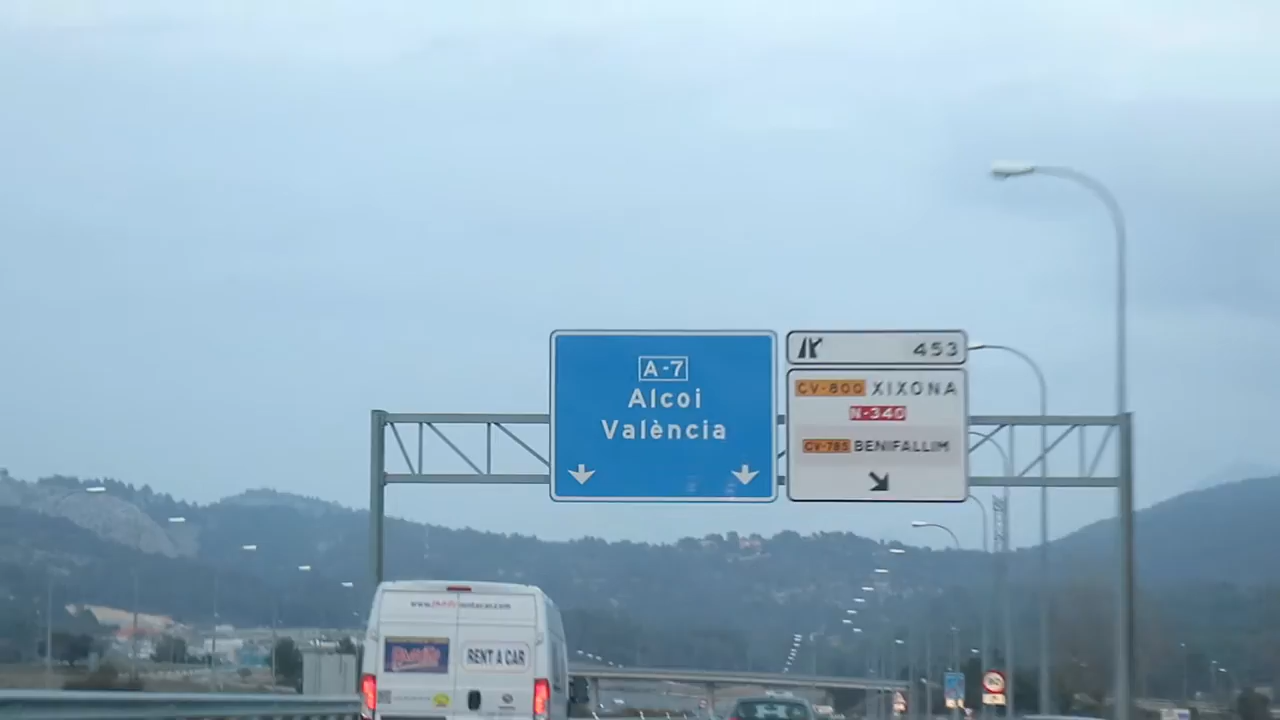 A-7
Alcoi
València
453
CV-800 XIXONA
N-340
CV-785 BENIFALLIM
RENT A CAR